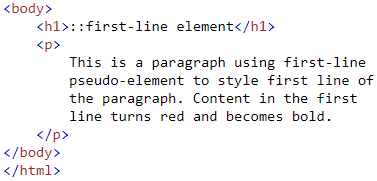 <body>
<h1>::first-line element</h1>
<p>
This is a paragraph using first-line
pseudo-element to style first line of
the paragraph. Content in the first
line turns red and becomes bold.
</p>
</body>
</html>